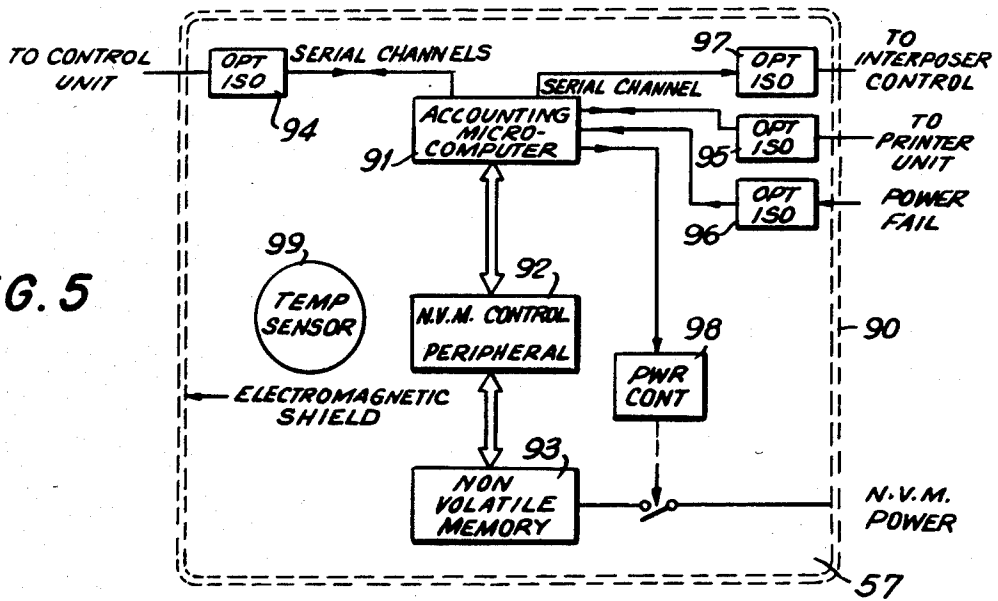 TO CONTROL
UNIT
OPT
ISO
94
SERIAL CHANNELS
97
OPT
ISO
TO
INTERPOSER
CONTROL
SERIAL CHANNEL
ACCOUNTING
MICRO-
COMPUTER
91
OPT
ISO
95
TO
PRINTER
UNIT
OPT
ISO
96
POWER
FAIL
99
TEMP
SENSOR
92
N.V.M. CONTROL
PERIPHERAL
98
PWR
CONT
90
G. 5
ELECTROMAGNETIC
SHIELD
93
NON
VOLATILE
MEMORY
N.V.M.
POWER
57